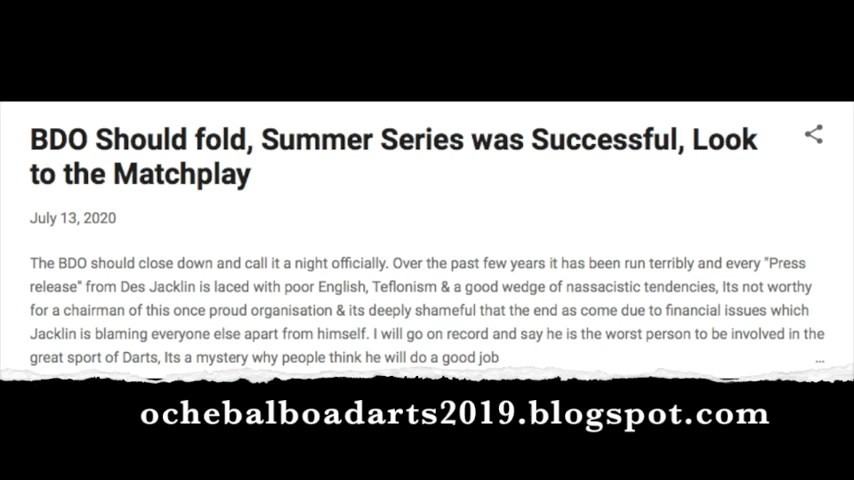 BDO Should fold, Summer Series was Successful, Look
to the Matchplay
July 13, 2020
The BDO should close down and call it a night officially. Over the past few years it has been run terribly and every "Press
release" from Des Jacklin is laced with poor English, Teflonism & a good wedge of nassacistic tendencies, Its not worthy
for a chairman of this once proud organisation & its deeply shameful that the end as come due to financial issues which
Jacklin is blaming everyone else apart from himself. I will go on record and say he is the worst person to be involved in the
great sport of Darts, Its a mystery why people think he will do a good job
...
ochebalboadarts2019.blogspot.com